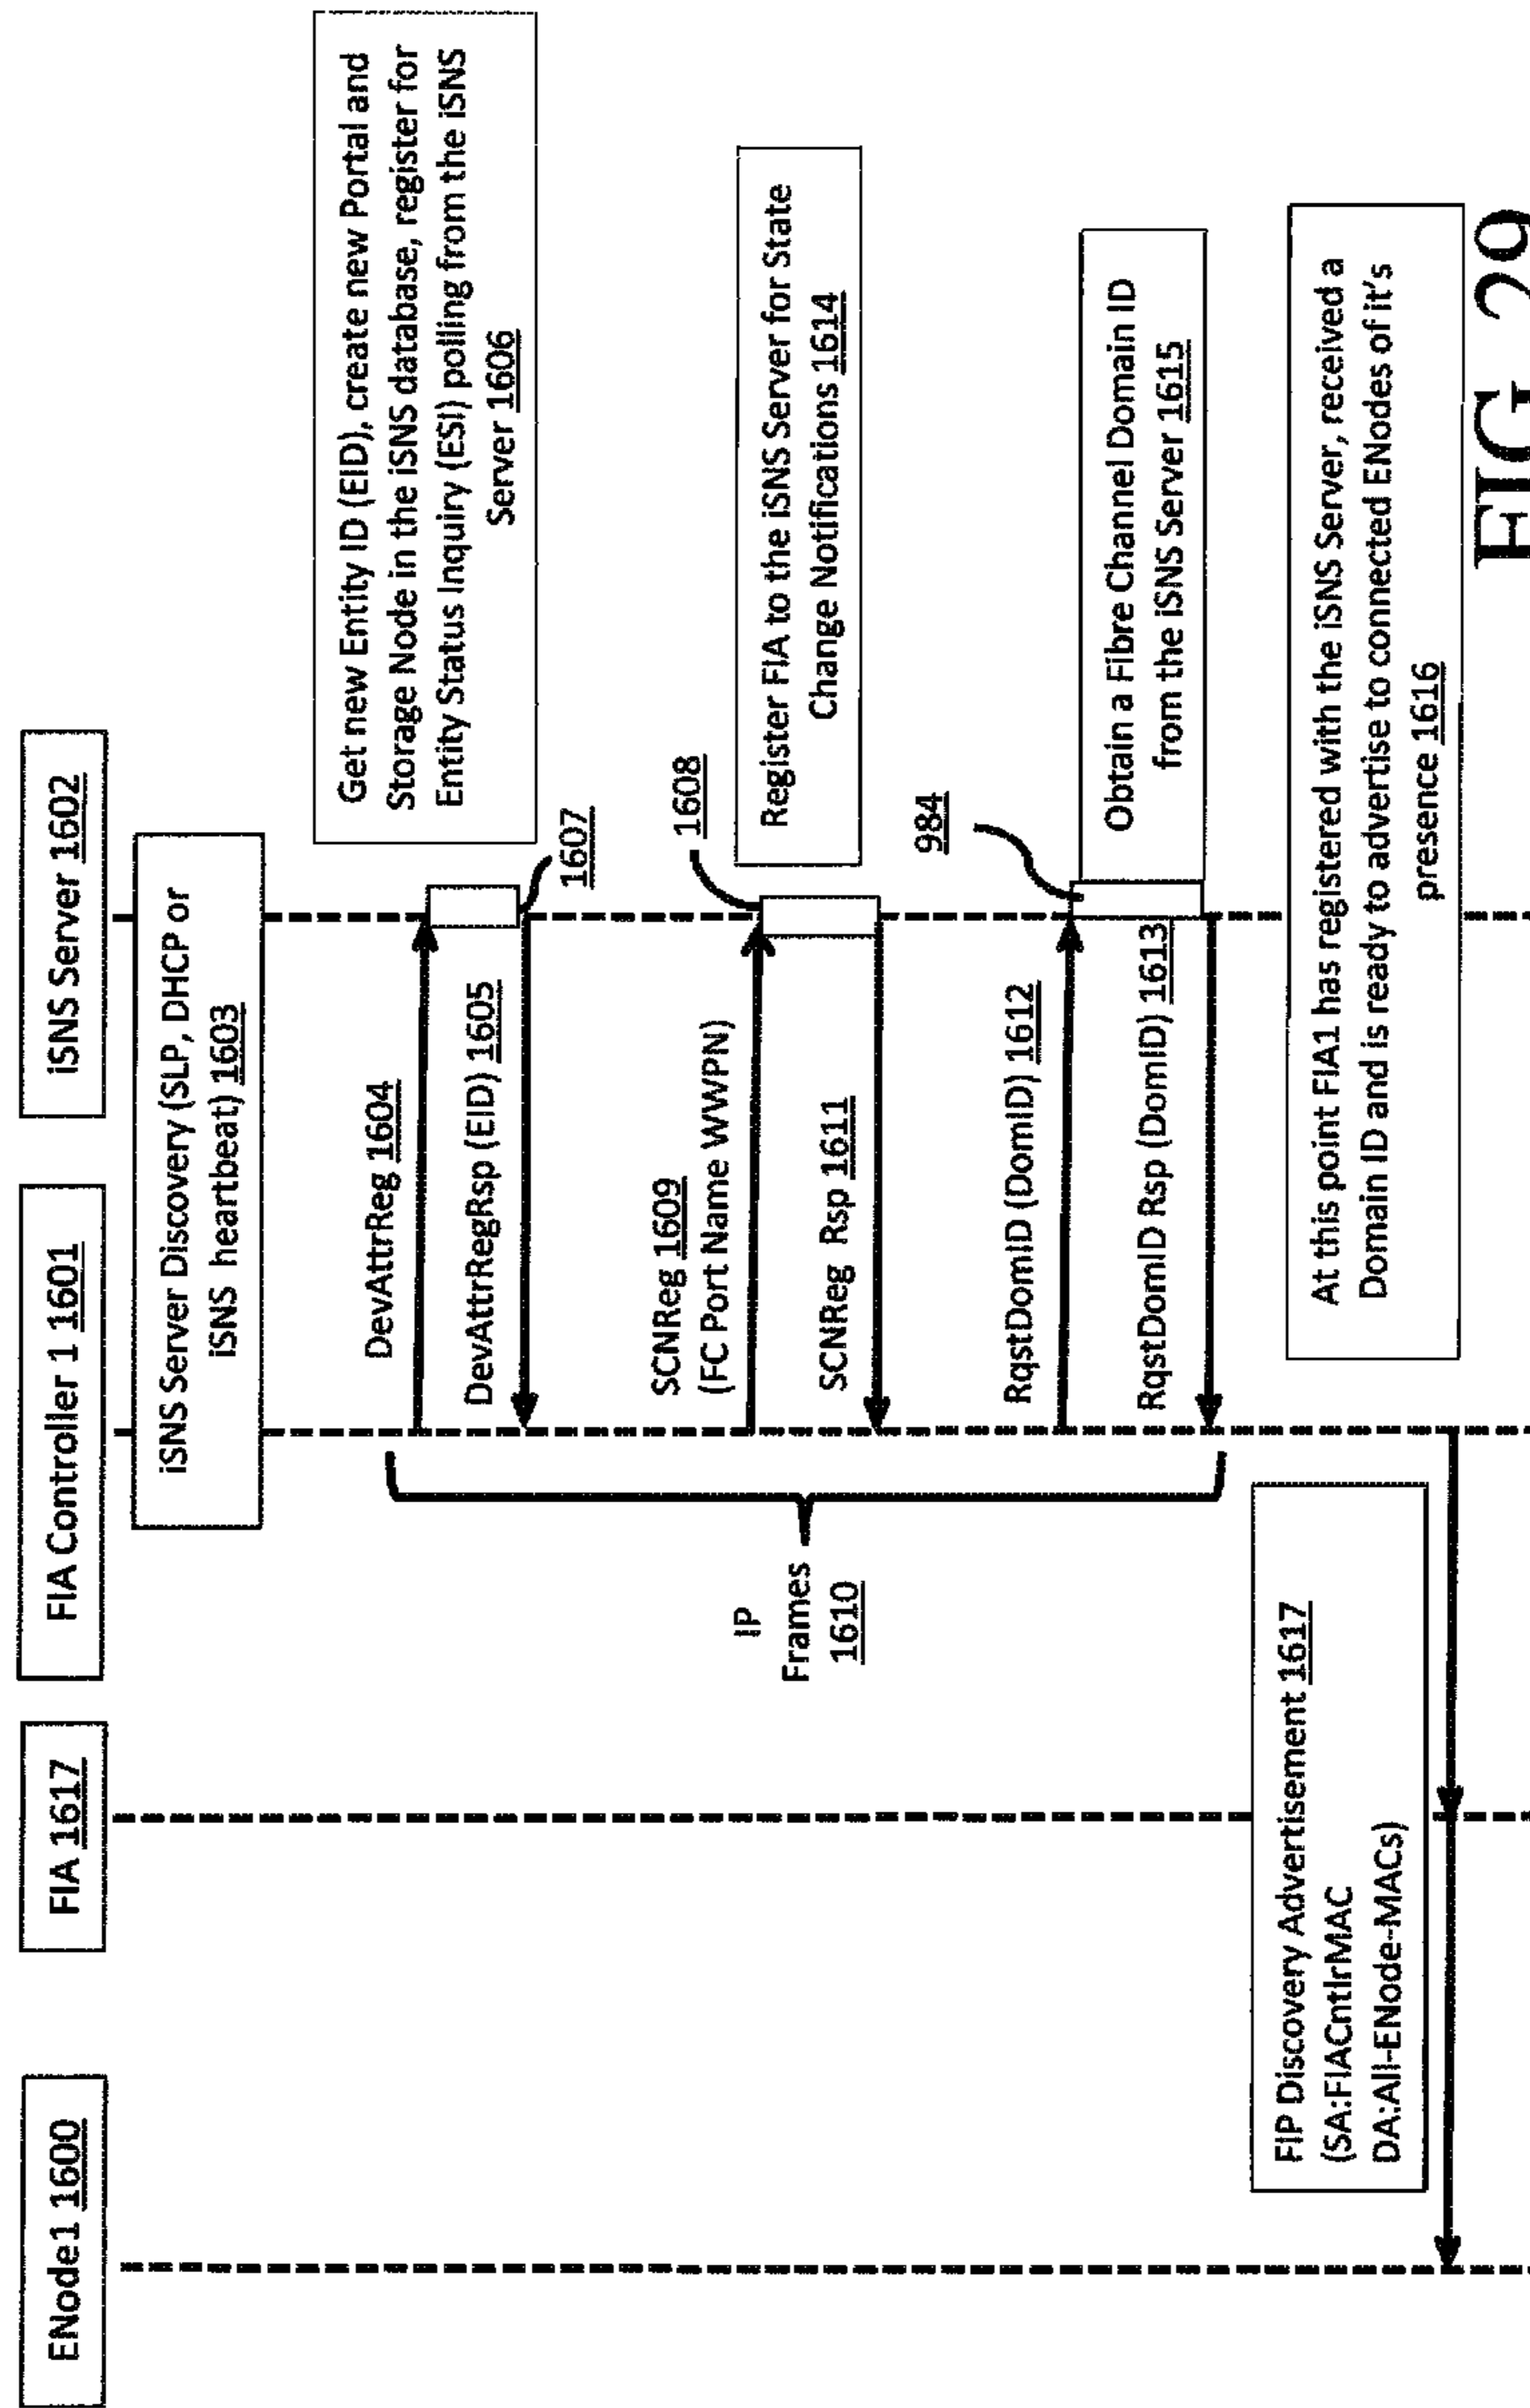 ENode1 1600
FIA 1617
FIA Controller 1 1601
iSNS Server 1602
iSNS Server Discovery (SLP, DHCP or
iSNS heartbeat) 1603
DevAttrReg 1604
Get new Entity ID (EID), create new Portal and
Storage Node in the iSNS database, register for
Entity Status Inquiry (ESI) polling from the iSNS
Server 1606
DevAttrRegRsp (EID) 1605
1607
1608
SCNReg 1609
(FC Port Name WWPN)
Register FIA to the iSNS Server for State
Change Notifications 1614
SCNReg Rsp 1611
IP
Frames
1610
984
RqstDomID (DomID) 1612
Obtain a Fibre Channel Domain ID
from the iSNS Server 1615
RqstDomID Rsp (DomID) 1613
At this point FIA1 has registered with the iSNS Server, received a
Domain ID and is ready to advertise to connected ENodes of it's
presence 1616
FIP Discovery Advertisement 1617
(SA:FIACntlrMAC
DA:All-ENode-MACs)
FIG 29